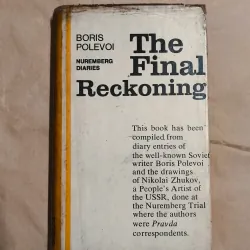 BORIS
POLEVOI
NUREMBERG
DIARIES
The
Final
Reckoning
This book has been
compiled from
diary entries of
the well-known Soviet
writer Boris Polevoi
and the drawings
of Nikolai Zhukov,
a People's Artist of
the USSR, done at
the Nuremberg Trial
where the authors
were Pravda
correspondents.